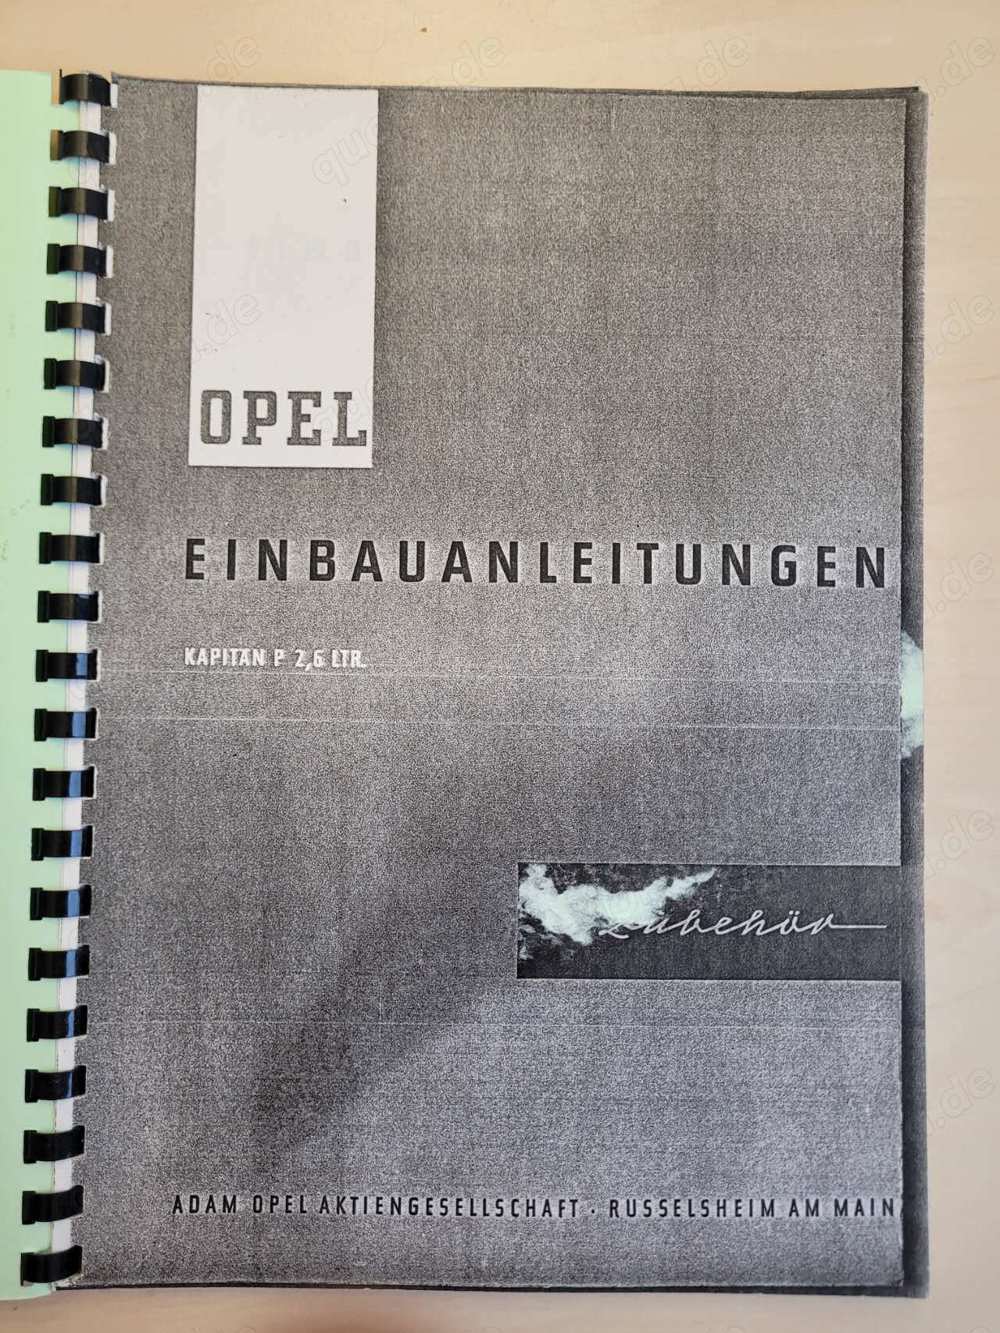 OPEL
EINBAUANLEITUNGEN
KAPITÄN P 2,6 LTR.
Zubehör
ADAM OPEL AKTIENGESELLSCHAFT · RÜSSELSHEIM AM MAIN